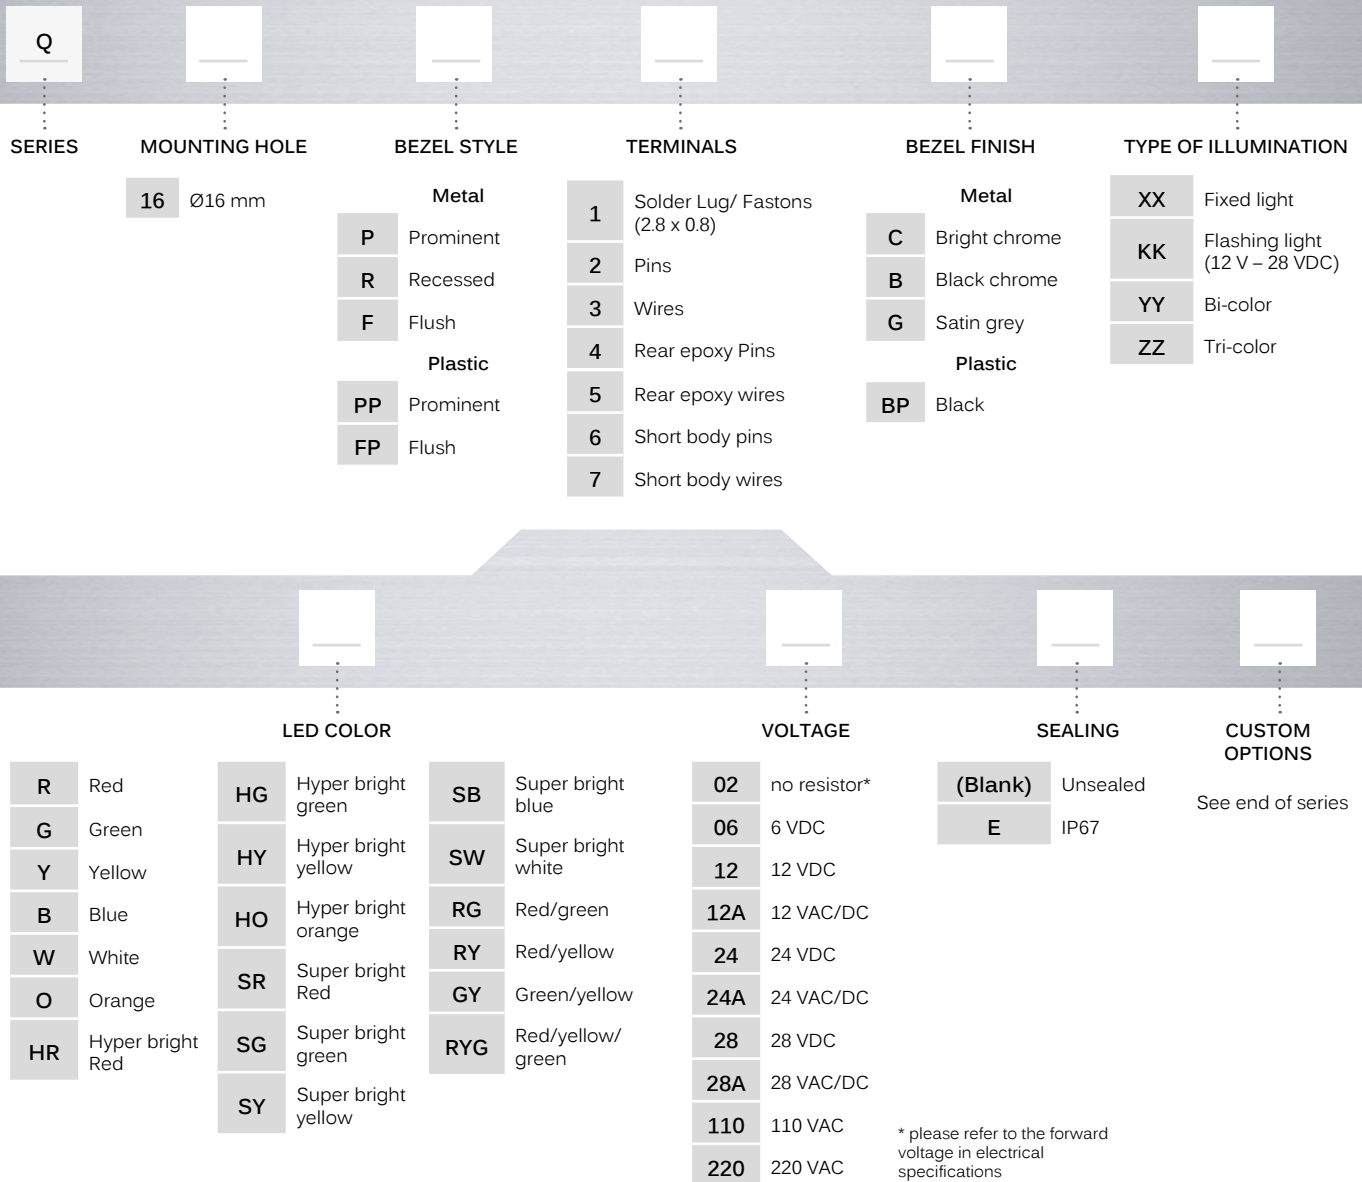 Q
SERIES
MOUNTING HOLE
16 Ø16 mm
BEZEL STYLE
Metal
P Prominent
R Recessed
F Flush
Plastic
PP Prominent
FP Flush
TERMINALS
1 Solder Lug/ Fastons
(2.8 x 0.8)
2 Pins
3 Wires
4 Rear epoxy Pins
5 Rear epoxy wires
6 Short body pins
7 Short body wires
BEZEL FINISH
Metal
C Bright chrome
B Black chrome
G Satin grey
Plastic
BP Black
TYPE OF ILLUMINATION
XX Fixed light
KK Flashing light
(12 V – 28 VDC)
YY Bi-color
ZZ Tri-color
LED COLOR
R Red
G Green
Y Yellow
B Blue
W White
O Orange
HR Hyper bright
Red
HG Hyper bright
green
HY Hyper bright
yellow
HO Hyper bright
orange
SR Super bright
Red
SG Super bright
green
SY Super bright
yellow
SB Super bright
blue
SW Super bright
white
RG Red/green
RY Red/yellow
GY Green/yellow
RYG Red/yellow/
green
VOLTAGE
02 no resistor*
06 6 VDC
12 12 VDC
12A 12 VAC/DC
24 24 VDC
24A 24 VAC/DC
28 28 VDC
28A 28 VAC/DC
110 110 VAC
220 220 VAC
* please refer to the forward
voltage in electrical
specifications
SEALING
(Blank) Unsealed
E IP67
CUSTOM
OPTIONS
See end of series